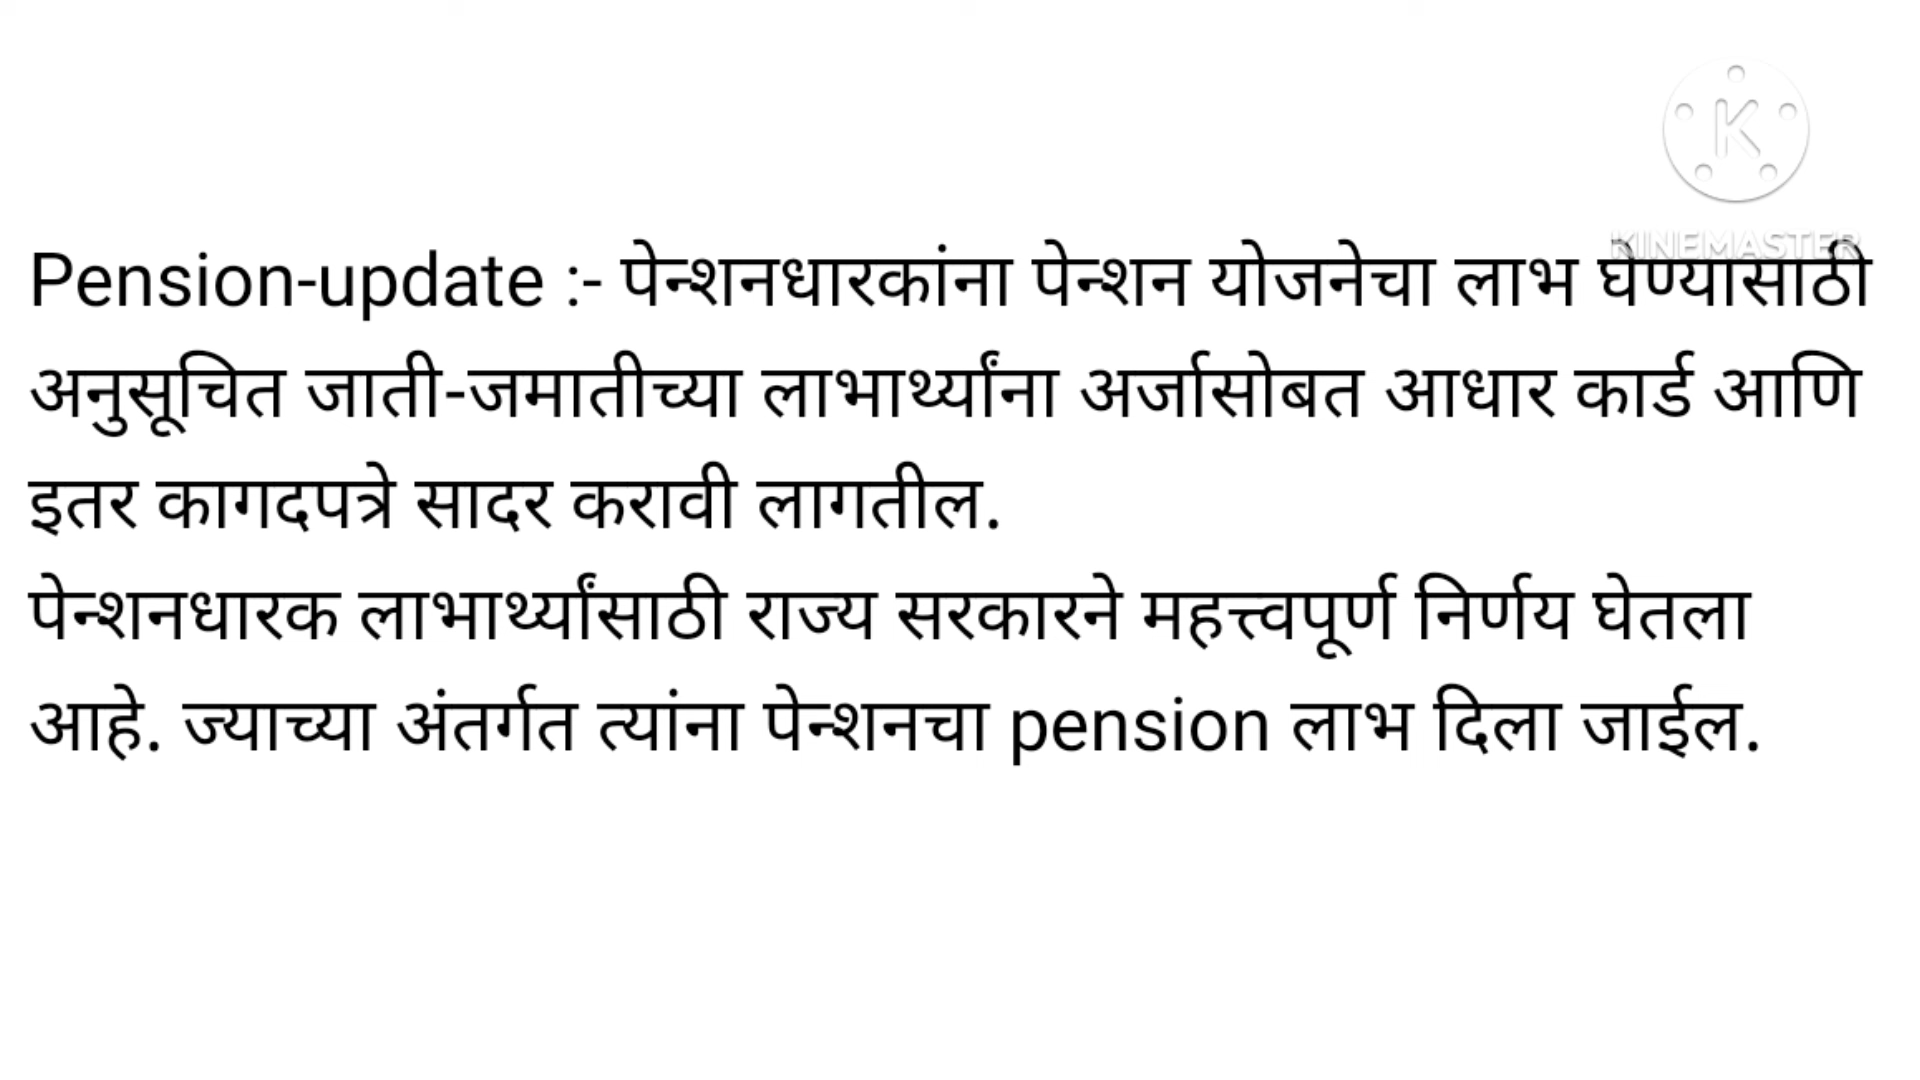 K
KINEMASTER
Pension-update :- पेन्शनधारकांना पेन्शन योजनेचा लाभ घेण्यासाठी
अनुसूचित जाती-जमातीच्या लाभार्थ्यांना अर्जासोबत आधार कार्ड आणि
इतर कागदपत्रे सादर करावी लागतील.
पेन्शनधारक लाभार्थ्यांसाठी राज्य सरकारने महत्त्वपूर्ण निर्णय घेतला
आहे. ज्याच्या अंतर्गत त्यांना पेन्शनचा pension लाभ दिला जाईल.